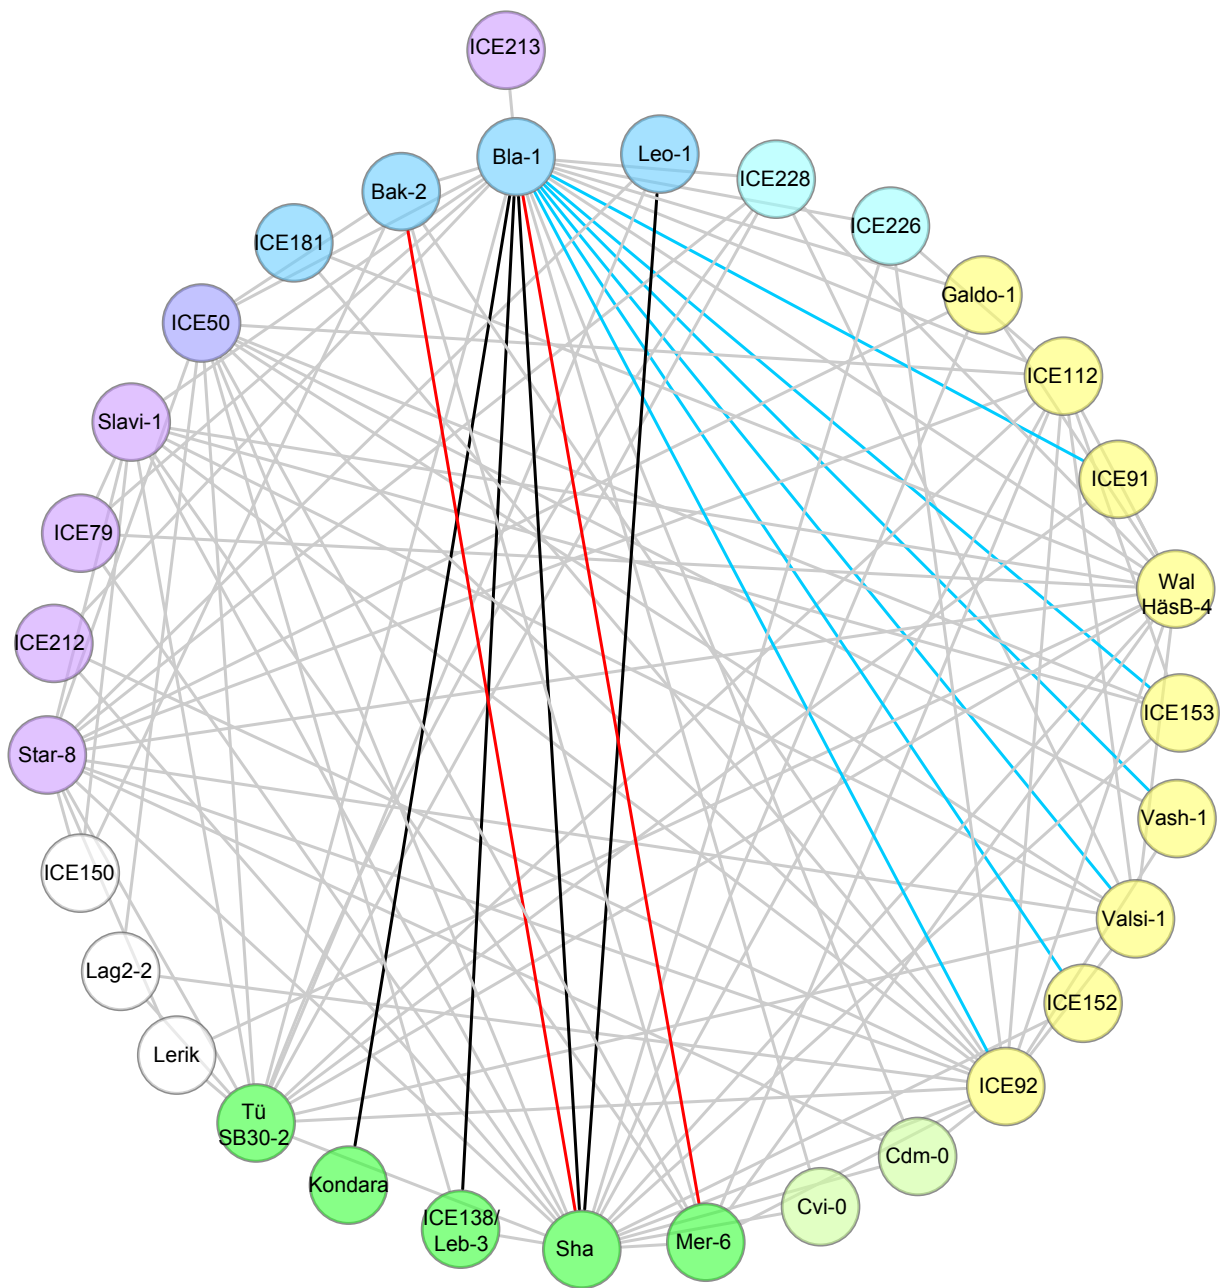 ICE213
Bla-1
Leo-1
Bak-2
ICE228
ICE226
ICE181
Galdo-1
ICE50
ICE112
Slavi-1
ICE91
ICE79
Wal
HäsB-4
ICE212
ICE153
Star-8
Vash-1
ICE150
Valsi-1
Lag2-2
ICE152
Lerik
ICE92
Tü
SB30-2
Cdm-0
Kondara
Cvi-0
ICE138/
Leb-3
Sha
Mer-6